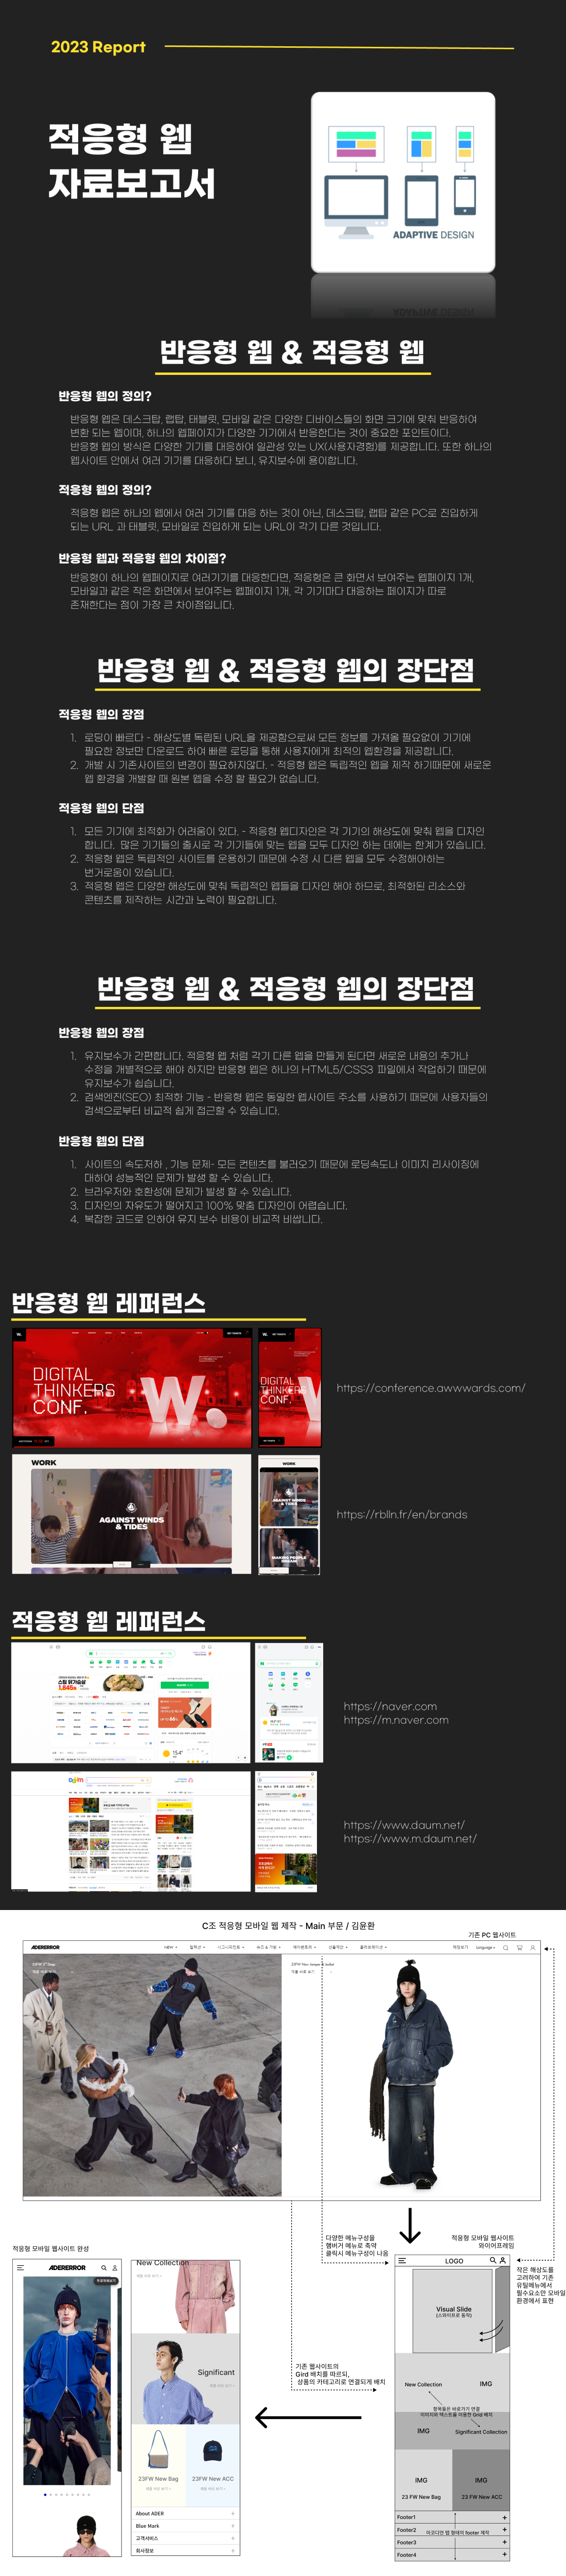 2023 Report
적응형 웹
자료보고서
ADAPTIVE DESIGN
반응형 웹 & 적응형 웹
반응형 웹의 정의?
반응형 웹은 데스크탑, 랩탑, 태블릿, 모바일 같은 다양한 디바이스들의 화면 크기에 맞춰 반응하여
변환 되는 웹이며, 하나의 웹페이지가 다양한 기기에서 반응한다는 것이 중요한 포인트이다.
반응형 웹의 방식은 다양한 기기를 대응하여 일관성 있는 UX(사용자경험)를 제공합니다. 또한 하나의
웹사이트 안에서 여러 기기를 대응하다 보니, 유지보수에 용이합니다.
적응형 웹의 정의?
적응형 웹은 하나의 웹에서 여러 기기를 대응 하는 것이 아닌, 데스크탑, 랩탑 같은 PC로 진입하게
되는 URL 과 태블릿, 모바일로 진입하게 되는 URL이 각기 다른 것입니다.
반응형 웹과 적응형 웹의 차이점?
반응형이 하나의 웹페이지로 여러기기를 대응한다면, 적응형은 큰 화면서 보여주는 웹페이지 1개,
모바일과 같은 작은 화면에서 보여주는 웹페이지 1개, 각 기기마다 대응하는 페이지가 따로
존재한다는 점이 가장 큰 차이점입니다.
반응형 웹 & 적응형 웹의 장단점
적응형 웹의 장점
1. 로딩이 빠르다 - 해상도별 독립된 URL을 제공함으로써 모든 정보를 가져올 필요없이 기기에
필요한 정보만 다운로드 하여 빠른 로딩을 통해 사용자에게 최적의 웹환경을 제공합니다.
2. 개발 시 기존사이트의 변경이 필요하지않다. - 적응형 웹은 독립적인 웹을 제작 하기때문에 새로운
웹 환경을 개발할 때 원본 웹을 수정 할 필요가 없습니다.
적응형 웹의 단점
1. 모든 기기에 최적화가 어려움이 있다. - 적응형 웹디자인은 각 기기의 해상도에 맞춰 웹을 디자인
합니다. 많은 기기들의 출시로 각 기기들에 맞는 웹을 모두 디자인 하는 데에는 한계가 있습니다.
2. 적응형 웹은 독립적인 사이트를 운용하기 때문에 수정 시 다른 웹을 모두 수정해야하는
번거로움이 있습니다.
3. 적응형 웹은 다양한 해상도에 맞춰 독립적인 웹들을 디자인 해야 하므로, 최적화된 리소스와
콘텐츠를 제작하는 시간과 노력이 필요합니다.
반응형 웹 & 적응형 웹의 장단점
반응형 웹의 장점
1. 유지보수가 간편합니다. 적응형 웹 처럼 각기 다른 웹을 만들게 된다면 새로운 내용의 추가나
수정을 개별적으로 해야 하지만 반응형 웹은 하나의 HTML5/CSS3 파일에서 작업하기 때문에
유지보수가 쉽습니다.
2. 검색엔진(SEO) 최적화 기능 - 반응형 웹은 동일한 웹사이트 주소를 사용하기 때문에 사용자들의
검색으로부터 비교적 쉽게 접근할 수 있습니다.
반응형 웹의 단점
1. 사이트의 속도저하 , 기능 문제- 모든 컨텐츠를 불러오기 때문에 로딩속도나 이미지 리사이징에
대하여 성능적인 문제가 발생 할 수 있습니다.
2. 브라우저와 호환성에 문제가 발생 할 수 있습니다.
3. 디자인의 자유도가 떨어지고 100% 맞춤 디자인이 어렵습니다.
4. 복잡한 코드로 인하여 유지 보수 비용이 비교적 비쌉니다.
반응형 웹 레퍼런스
DIGITAL
THINKERS
CONF.
W.
DIGITAL
THINKERS
CONF.
https://conference.awwwards.com/
WORK
AGAINST WINDS
& TIDES
WORK
AGAINST WINDS
& TIDES
MAKING PEOPLE
DREAM
https://rblln.fr/en/brands
적응형 웹 레퍼런스
https://naver.com
https://m.naver.com
https://www.daum.net/
https://www.m.daum.net/
C조 적응형 모바일 웹 제작 - Main 부문 / 김윤환
기존 PC 웹사이트
ADERERROR
다양한 메뉴구성을
햄버거 메뉴로 축약
클릭시 메뉴구성이 나옴
적응형 모바일 웹사이트
와이어프레임
적응형 모바일 웹사이트 완성
ADERERROR
New Collection
Significant
23FW New Bag
23FW New ACC
About ADER
Blue Mark
고객서비스
회사정보
기존 웹사이트의
Gird 배치를 따르되,
상품의 카테고리로 연결되게 배치
LOGO
작은 해상도를
고려하여 기존
유틸메뉴에서
필수요소만 모바일
환경에서 표현
Visual Slide
(스와이프로 동작)
New Collection
IMG
항목들은 바로가기 연결
이미지와 텍스트를 이용한 Grid 배치
IMG
Significant Collection
IMG
IMG
23 FW New Bag
23 FW New ACC
Footer1
Footer2
아코디언 탭 형태의 footer 제작
Footer3
Footer4